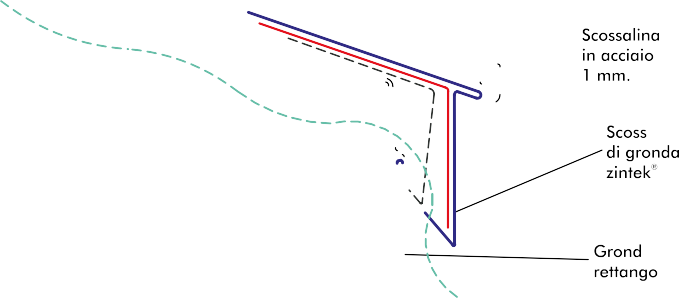 Scossalina
in acciaio
1 mm.
Scoss
di gronda
zintek®
Grond
rettango